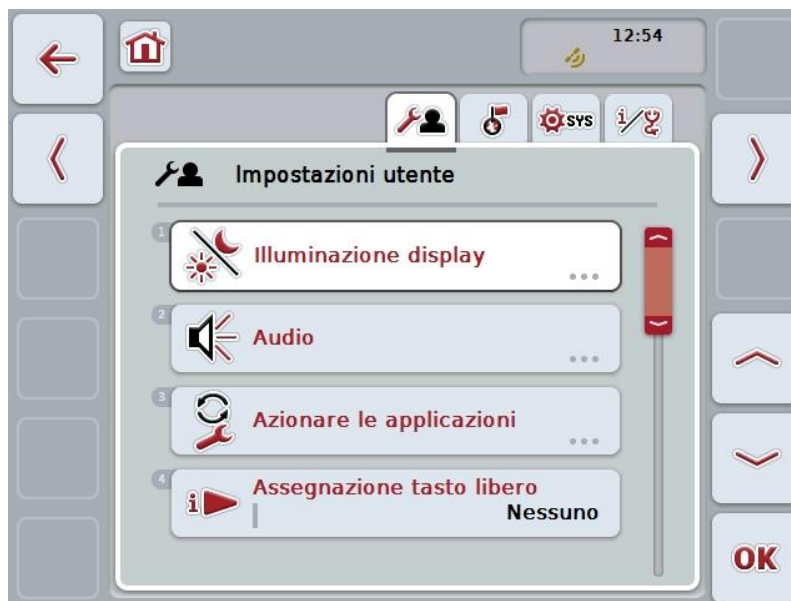 12:54
SYS
i
Impostazioni utente
1
Illuminazione display
2
Audio
3
Azionare le applicazioni
4
i
Assegnazione tasto libero
Nessuno
OK